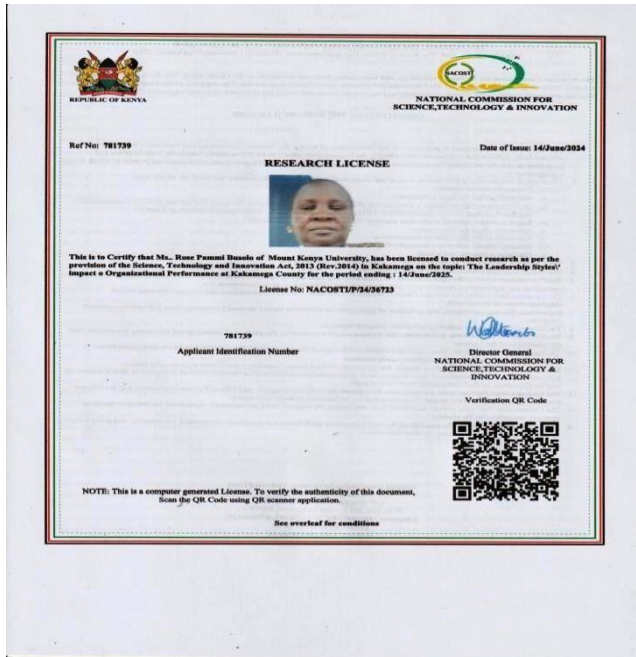 REPUBLIC OF KENYA
NACOSTI
NATIONAL COMMISSION FOR
SCIENCE,TECHNOLOGY & INNOVATION
Ref No: 781739
Date of Issue: 14/June/2024
RESEARCH LICENSE
This is to Certify that Ms.. Rose Pammi Busolo of Mount Kenya University, has been licensed to conduct research as per the
provision of the Science, Technology and Innovation Act, 2013 (Rev.2014) in Kakamega on the topic: The Leadership Styles\'
impact o Organizational Performance at Kakamega County for the period ending : 14/June/2025.
License No: NACOSTI/P/24/36723
781739
Applicant Identification Number
Director General
NATIONAL COMMISSION FOR
SCIENCE,TECHNOLOGY &
INNOVATION
Verification QR Code
NOTE: This is a computer generated License. To verify the authenticity of this document,
Scan the QR Code using QR scanner application.
See overleaf for conditions